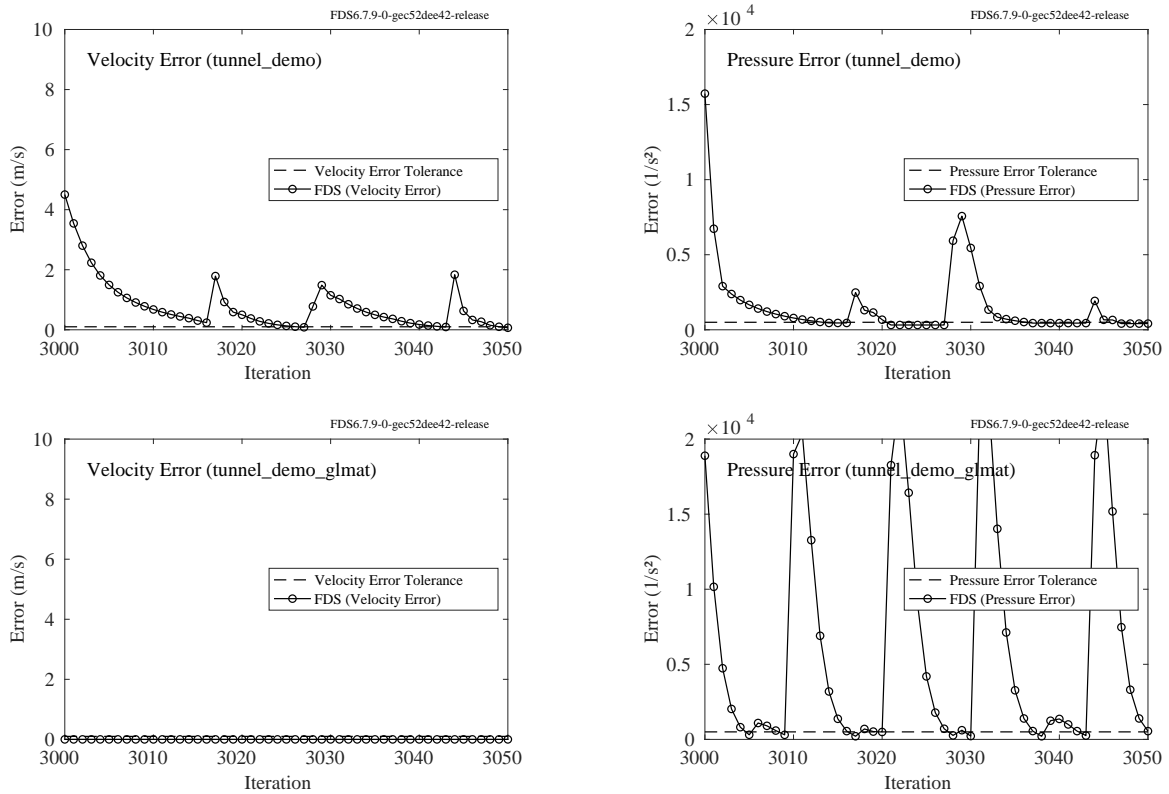 FDS6.7.9-0-gec52dee42-release
Velocity Error (tunnel_demo)
10
8
6
4
2
0
Error (m/s)
Velocity Error Tolerance
FDS (Velocity Error)
3000 3010 3020 3030 3040 3050
Iteration
FDS6.7.9-0-gec52dee42-release
×10⁴
Pressure Error (tunnel_demo)
2
1.5
1
0.5
0
Error (1/s²)
Pressure Error Tolerance
FDS (Pressure Error)
3000 3010 3020 3030 3040 3050
Iteration
FDS6.7.9-0-gec52dee42-release
Velocity Error (tunnel_demo_glmat)
10
8
6
4
2
0
Error (m/s)
Velocity Error Tolerance
FDS (Velocity Error)
3000 3010 3020 3030 3040 3050
Iteration
FDS6.7.9-0-gec52dee42-release
×10⁴
Pressure Error (tunnel_demo_glmat)
2
1.5
1
0.5
0
Error (1/s²)
Pressure Error Tolerance
FDS (Pressure Error)
3000 3010 3020 3030 3040 3050
Iteration